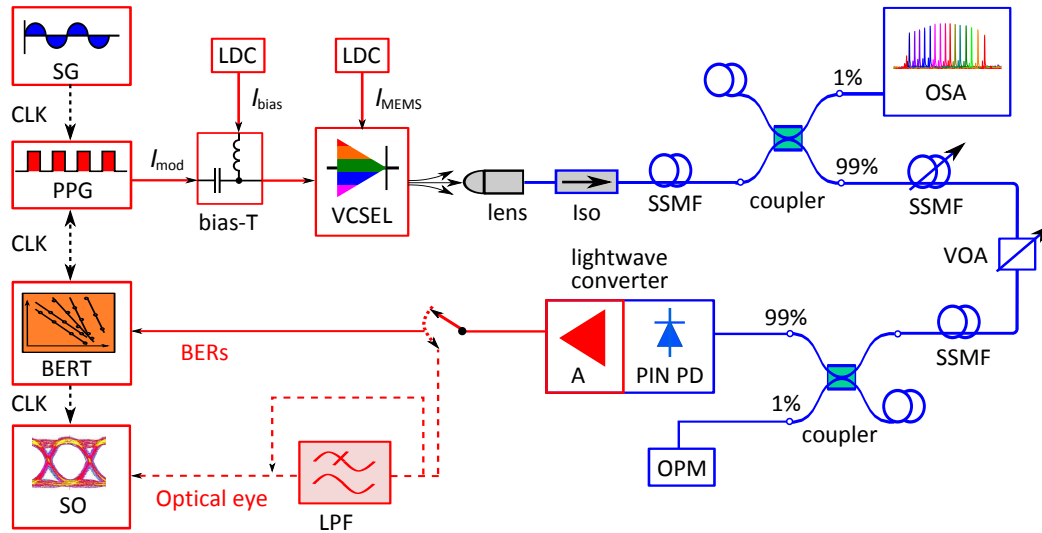 SG
CLK
PPG
CLK
BERT
CLK
SO
LDC
LDC
I_bias
I_MEMS
I_mod
bias-T
VCSEL
lens
Iso
SSMF
coupler
1%
99%
OSA
SSMF
VOA
SSMF
lightwave
converter
A
PIN PD
99%
1%
coupler
OPM
BERs
Optical eye
LPF